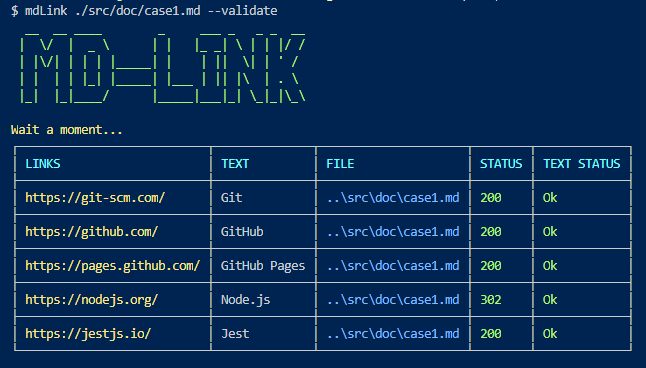 $ mdLink ./src/doc/case1.md --validate
MD-LINK
Wait a moment...
LINKS TEXT FILE STATUS TEXT STATUS
https://git-scm.com/ Git ..\src\doc\case1.md 200 Ok
https://github.com/ GitHub ..\src\doc\case1.md 200 Ok
https://pages.github.com/ GitHub Pages ..\src\doc\case1.md 200 Ok
https://nodejs.org/ Node.js ..\src\doc\case1.md 302 Ok
https://jestjs.io/ Jest ..\src\doc\case1.md 200 Ok